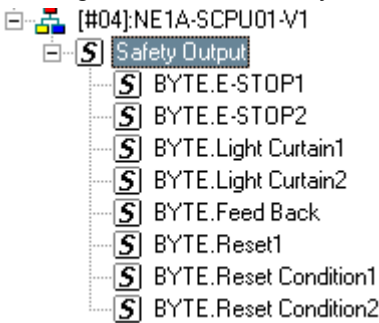 [#04]:NE1A-SCPU01-V1
S Safety Output
S BYTE.E-STOP1
S BYTE.E-STOP2
S BYTE.Light Curtain1
S BYTE.Light Curtain2
S BYTE.Feed Back
S BYTE.Reset1
S BYTE.Reset Condition1
S BYTE.Reset Condition2